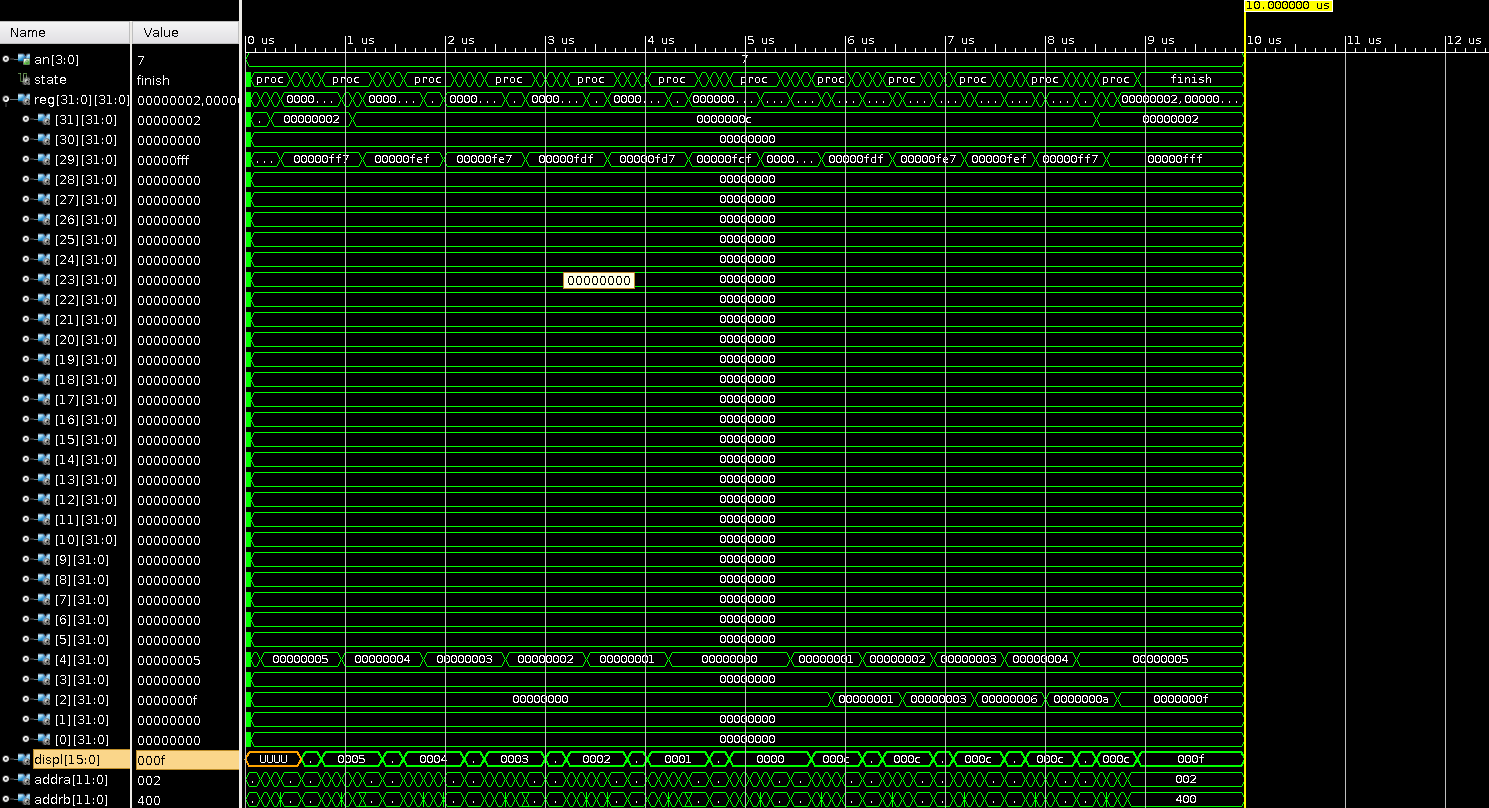 10.000000 us
Name Value
0 us 1 us 2 us 3 us 4 us 5 us 6 us 7 us 8 us 9 us 10 us 11 us 12 us
an[3:0] 7 7
state finish proc proc proc proc proc proc proc proc proc proc proc proc finish
reg[31:0][31:0] 00000002,0000 0000... 0000... 0000... 0000... 0000... 000000... ... ... ... ... ... ... 00000002,00000...
[31][31:0] 00000002 . 00000002 0000000c 00000002
[30][31:0] 00000000 00000000
[29][31:0] 00000fff ... 00000ff7 00000fef 00000fe7 00000fdf 00000fd7 00000fcf 0000... 00000fdf 00000fe7 00000fef 00000ff7 00000fff
[28][31:0] 00000000 00000000
[27][31:0] 00000000 00000000
[26][31:0] 00000000 00000000
[25][31:0] 00000000 00000000
[24][31:0] 00000000 00000000
[23][31:0] 00000000 00000000 00000000
[22][31:0] 00000000 00000000
[21][31:0] 00000000 00000000
[20][31:0] 00000000 00000000
[19][31:0] 00000000 00000000
[18][31:0] 00000000 00000000
[17][31:0] 00000000 00000000
[16][31:0] 00000000 00000000
[15][31:0] 00000000 00000000
[14][31:0] 00000000 00000000
[13][31:0] 00000000 00000000
[12][31:0] 00000000 00000000
[11][31:0] 00000000 00000000
[10][31:0] 00000000 00000000
[9][31:0] 00000000 00000000
[8][31:0] 00000000 00000000
[7][31:0] 00000000 00000000
[6][31:0] 00000000 00000000
[5][31:0] 00000000 00000000
[4][31:0] 00000005 00000005 00000004 00000003 00000002 00000001 00000000 00000001 00000002 00000003 00000004 00000005
[3][31:0] 00000000 00000000
[2][31:0] 0000000f 00000000 00000001 00000003 00000006 0000000a 0000000f
[1][31:0] 00000000 00000000
[0][31:0] 00000000 00000000
displ[15:0] 000f UUUU . 0005 . 0004 . 0003 . 0002 . 0001 . 0000 000c . 000c . 000c . 000c . 000c 000f
addra[11:0] 002 002
addrb[11:0] 400 400